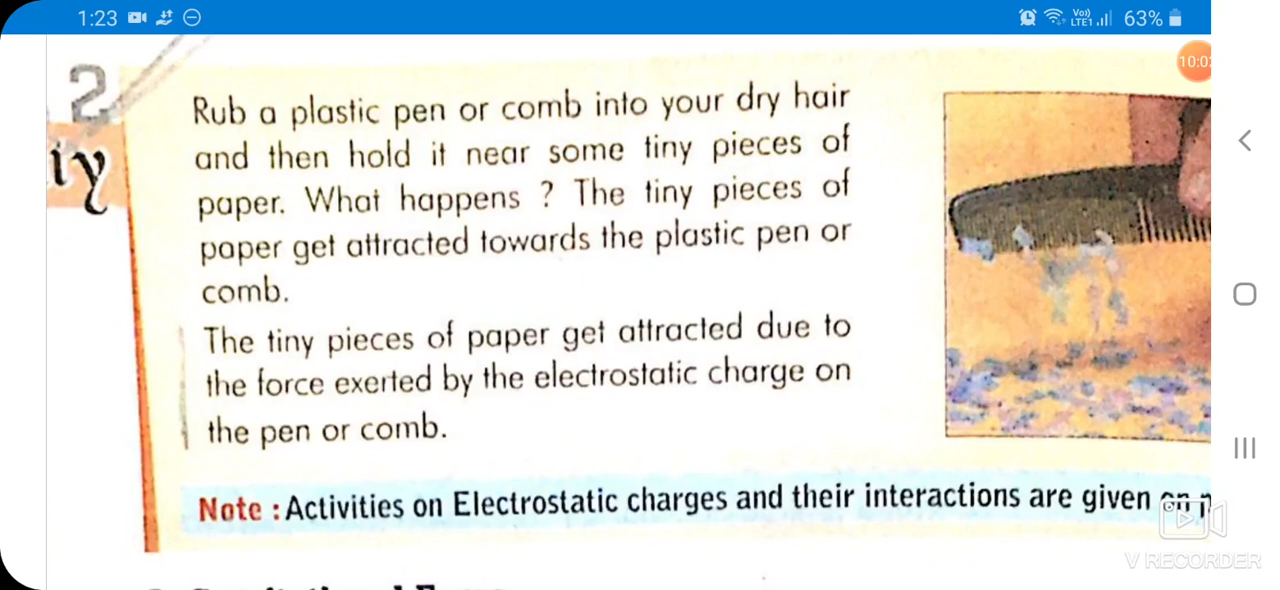 1:23
63%
2
ity
Rub a plastic pen or comb into your dry hair
and then hold it near some tiny pieces of
paper. What happens ? The tiny pieces of
paper get attracted towards the plastic pen or
comb.
The tiny pieces of paper get attracted due to
the force exerted by the electrostatic charge on
the pen or comb.
Note : Activities on Electrostatic charges and their interactions are given on
V RECORDER